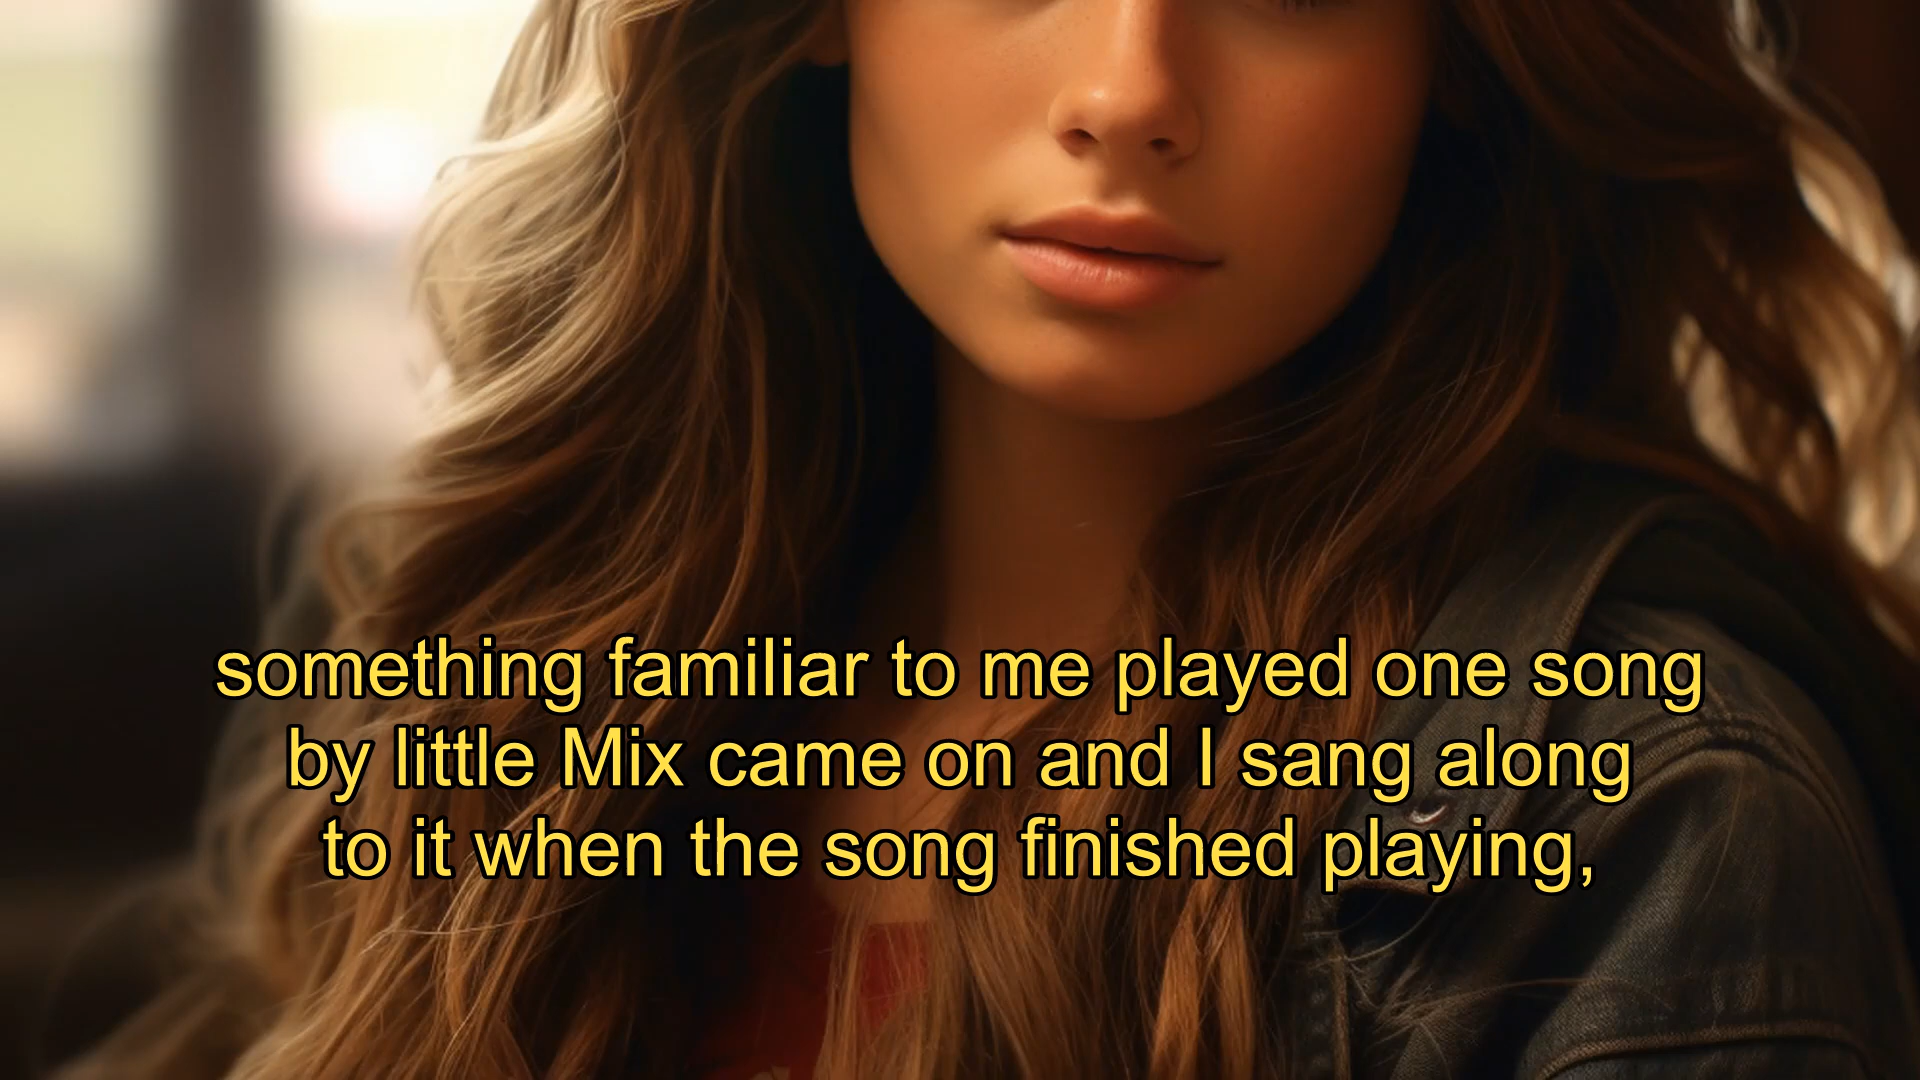 something familiar to me played one song
by little Mix came on and I sang along
to it when the song finished playing,